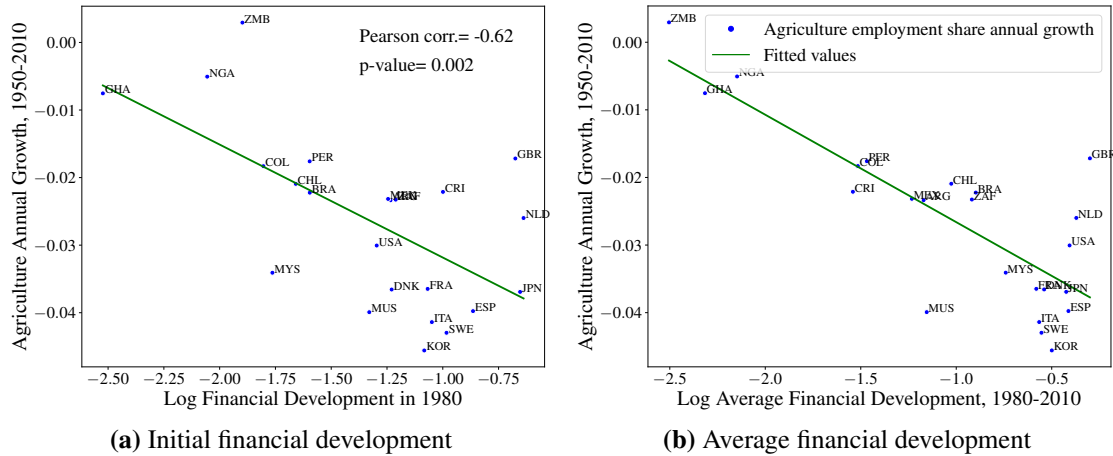 Agriculture Annual Growth, 1950-2010
0.00
−0.01
−0.02
−0.03
−0.04
Pearson corr.= -0.62
p-value= 0.002
ZMB
NGA
GHA
COL
PER
CHL
BRA
GBR
CRI
NLD
USA
MYS
DNK
FRA
MUS
JPN
ESP
ITA
SWE
KOR
−2.50 −2.25 −2.00 −1.75 −1.50 −1.25 −1.00 −0.75
Log Financial Development in 1980
(a) Initial financial development
Agriculture Annual Growth, 1950-2010
0.00
−0.01
−0.02
−0.03
−0.04
Agriculture employment share annual growth
Fitted values
ZMB
NGA
GHA
PER
COL
GBR
CRI
CHL
BRA
MEX
ARG
ZAF
NLD
USA
MYS
FRA
DNK
JPN
MUS
ESP
ITA
SWE
KOR
−2.5 −2.0 −1.5 −1.0 −0.5
Log Average Financial Development, 1980-2010
(b) Average financial development